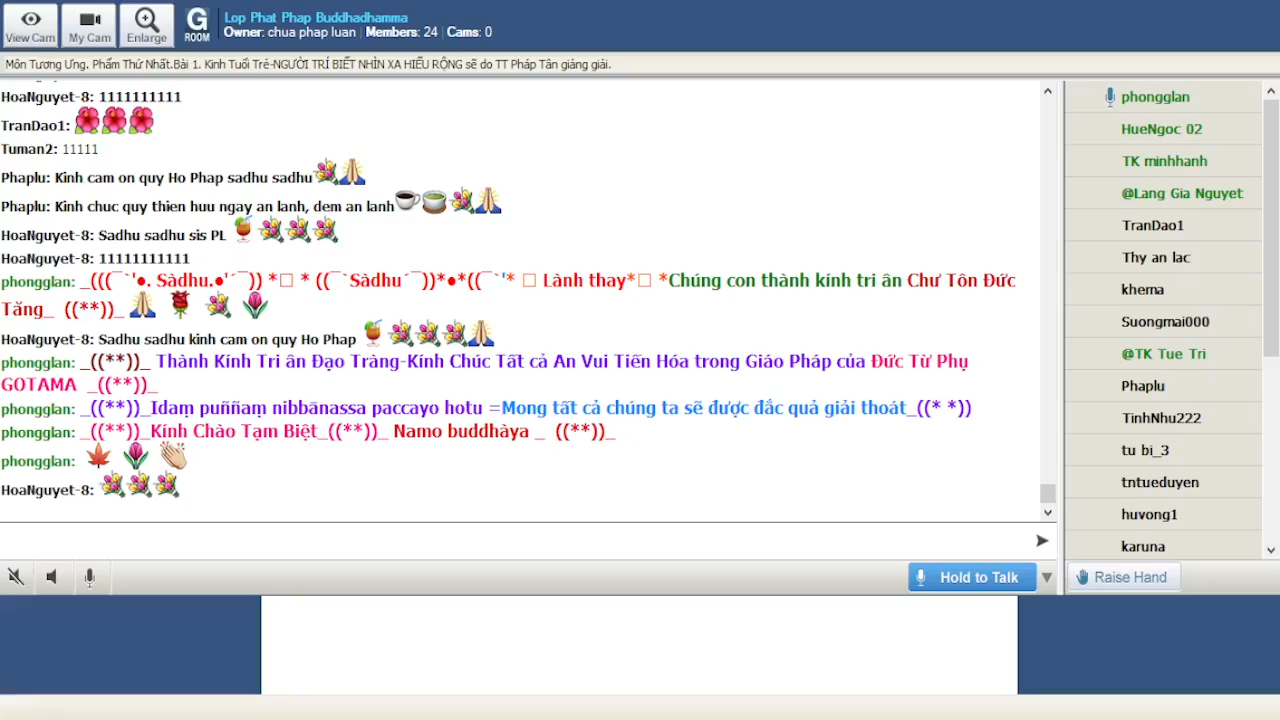 View Cam
My Cam
Enlarge
G
ROOM
Lop Phat Phap Buddhadhamma
Owner: chua phap luan Members: 24 Cams: 0
Môn Tương Ưng. Phẩm Thứ Nhất.Bài 1. Kinh Tuổi Trẻ-NGƯỜI TRÍ BIẾT NHÌN XA HIỂU RỘNG sẽ do TT Pháp Tân giảng giải.
HoaNguyet-8: 1111111111
TranDao1:
Tuman2: 11111
Phaplu: Kinh cam on quy Ho Phap sadhu sadhu
Phaplu: Kinh chuc quy thien huu ngay an lanh, dem an lanh
HoaNguyet-8: Sadhu sadhu sis PL
HoaNguyet-8: 11111111111
phongglan: _(((¯`'•. Sàdhu.•'´¯)) *□ * ((¯`Sàdhu´¯))*•*((¯`'* □ Lành thay*□ *Chúng con thành kính tri ân Chư Tôn Đức
Tăng_ ((**))_
HoaNguyet-8: Sadhu sadhu kinh cam on quy Ho Phap
phongglan: _((**))_ Thành Kính Tri ân Đạo Tràng-Kính Chúc Tất cả An Vui Tiến Hóa trong Giáo Pháp của Đức Từ Phụ
GOTAMA _((**))_
phongglan: _((**))_Idaṃ puññaṃ nibbānassa paccayo hotu =Mong tất cả chúng ta sẽ được đắc quả giải thoát_((* *))
phongglan: _((**))_Kính Chào Tạm Biệt_((**))_ Namo buddhàya _ ((**))_
phongglan:
HoaNguyet-8:
phongglan
HueNgoc 02
TK minhhanh
@Lang Gia Nguyet
TranDao1
Thy an lac
khema
Suongmai000
@TK Tue Tri
Phaplu
TinhNhu222
tu bi_3
tntueduyen
huvong1
karuna
Hold to Talk
Raise Hand